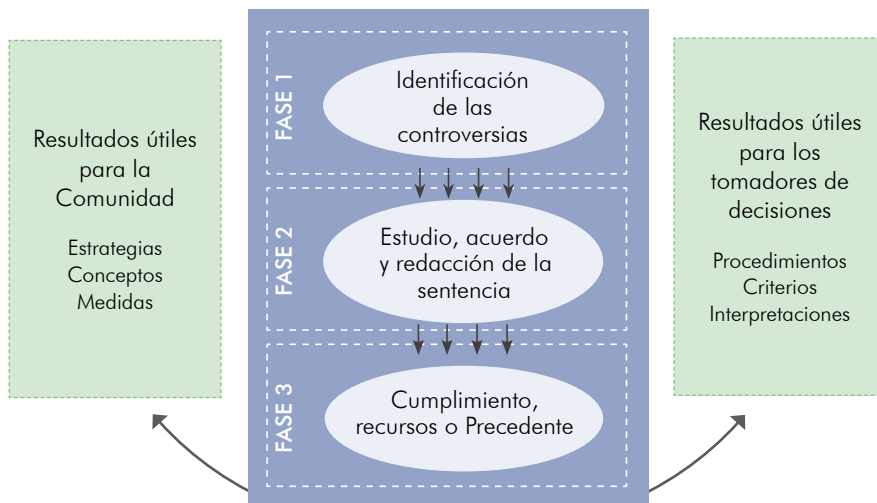 Resultados útiles
para la
Comunidad
Estrategias
Conceptos
Medidas
FASE 1
Identificación
de las
controversias
FASE 2
Estudio, acuerdo
y redacción de la
sentencia
FASE 3
Cumplimiento,
recursos o Precedente
Resultados útiles
para los
tomadores de
decisiones
Procedimientos
Criterios
Interpretaciones